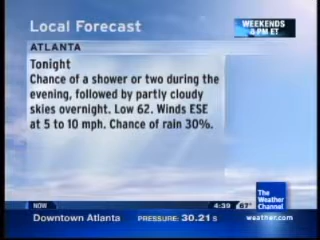 Local Forecast
WEEKENDS
8 PM ET
ATLANTA
Tonight
Chance of a shower or two during the
evening, followed by partly cloudy
skies overnight. Low 62. Winds ESE
at 5 to 10 mph. Chance of rain 30%.
NOW
4:39 67°
Downtown Atlanta PRESSURE: 30.21 S
The
Weather
Channel
weather.com